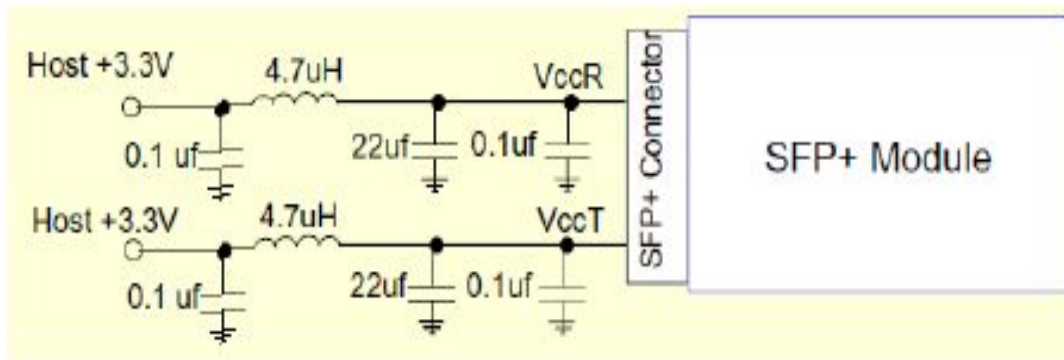 Host +3.3V
4.7uH
VccR
0.1 uf
22uf
0.1uf
Host +3.3V
4.7uH
VccT
0.1 uf
22uf
0.1uf
SFP+ Connector
SFP+ Module